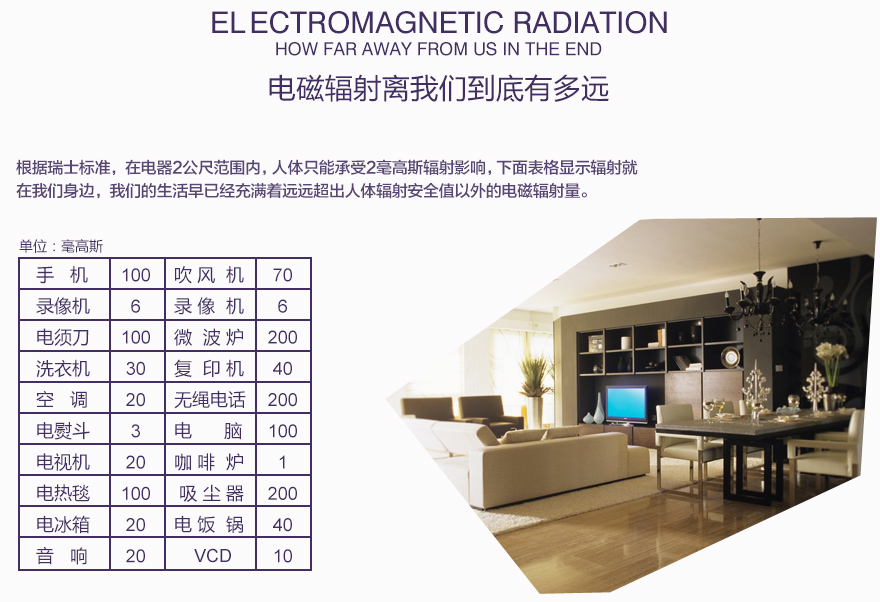 ELECTROMAGNETIC RADIATION
HOW FAR AWAY FROM US IN THE END
电磁辐射离我们到底有多远
根据瑞士标准，在电器2公尺范围内，人体只能承受2毫高斯辐射影响，下面表格显示辐射就
在我们身边，我们的生活早已经充满着远远超出人体辐射安全值以外的电磁辐射量。
单位：毫高斯
手 机 100 吹 风 机 70
录像机 6 录 像 机 6
电须刀 100 微 波 炉 200
洗衣机 30 复 印 机 40
空 调 20 无绳电话 200
电熨斗 3 电 脑 100
电视机 20 咖 啡 炉 1
电热毯 100 吸 尘 器 200
电冰箱 20 电 饭 锅 40
音 响 20 VCD 10